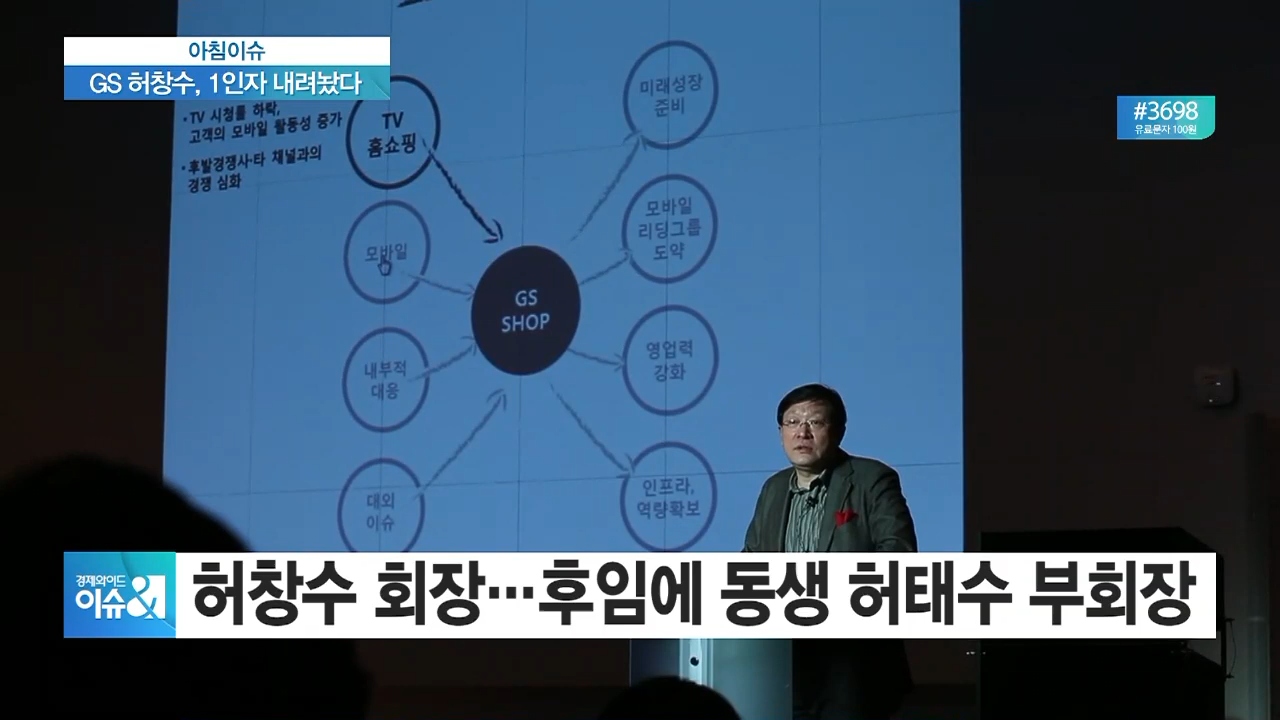 아침이슈
GS 허창수, 1인자 내려놨다
#3698
유료문자 100원
•TV 시청률 하락,
고객의 모바일 활동성 증가
•후발경쟁사·타 채널과의
경쟁 심화
TV
홈쇼핑
모바일
내부적
대응
대외
이슈
GS
SHOP
미래성장
준비
모바일
리딩그룹
도약
영업력
강화
인프라,
역량확보
경제와이드
이슈&
허창수 회장…후임에 동생 허태수 부회장